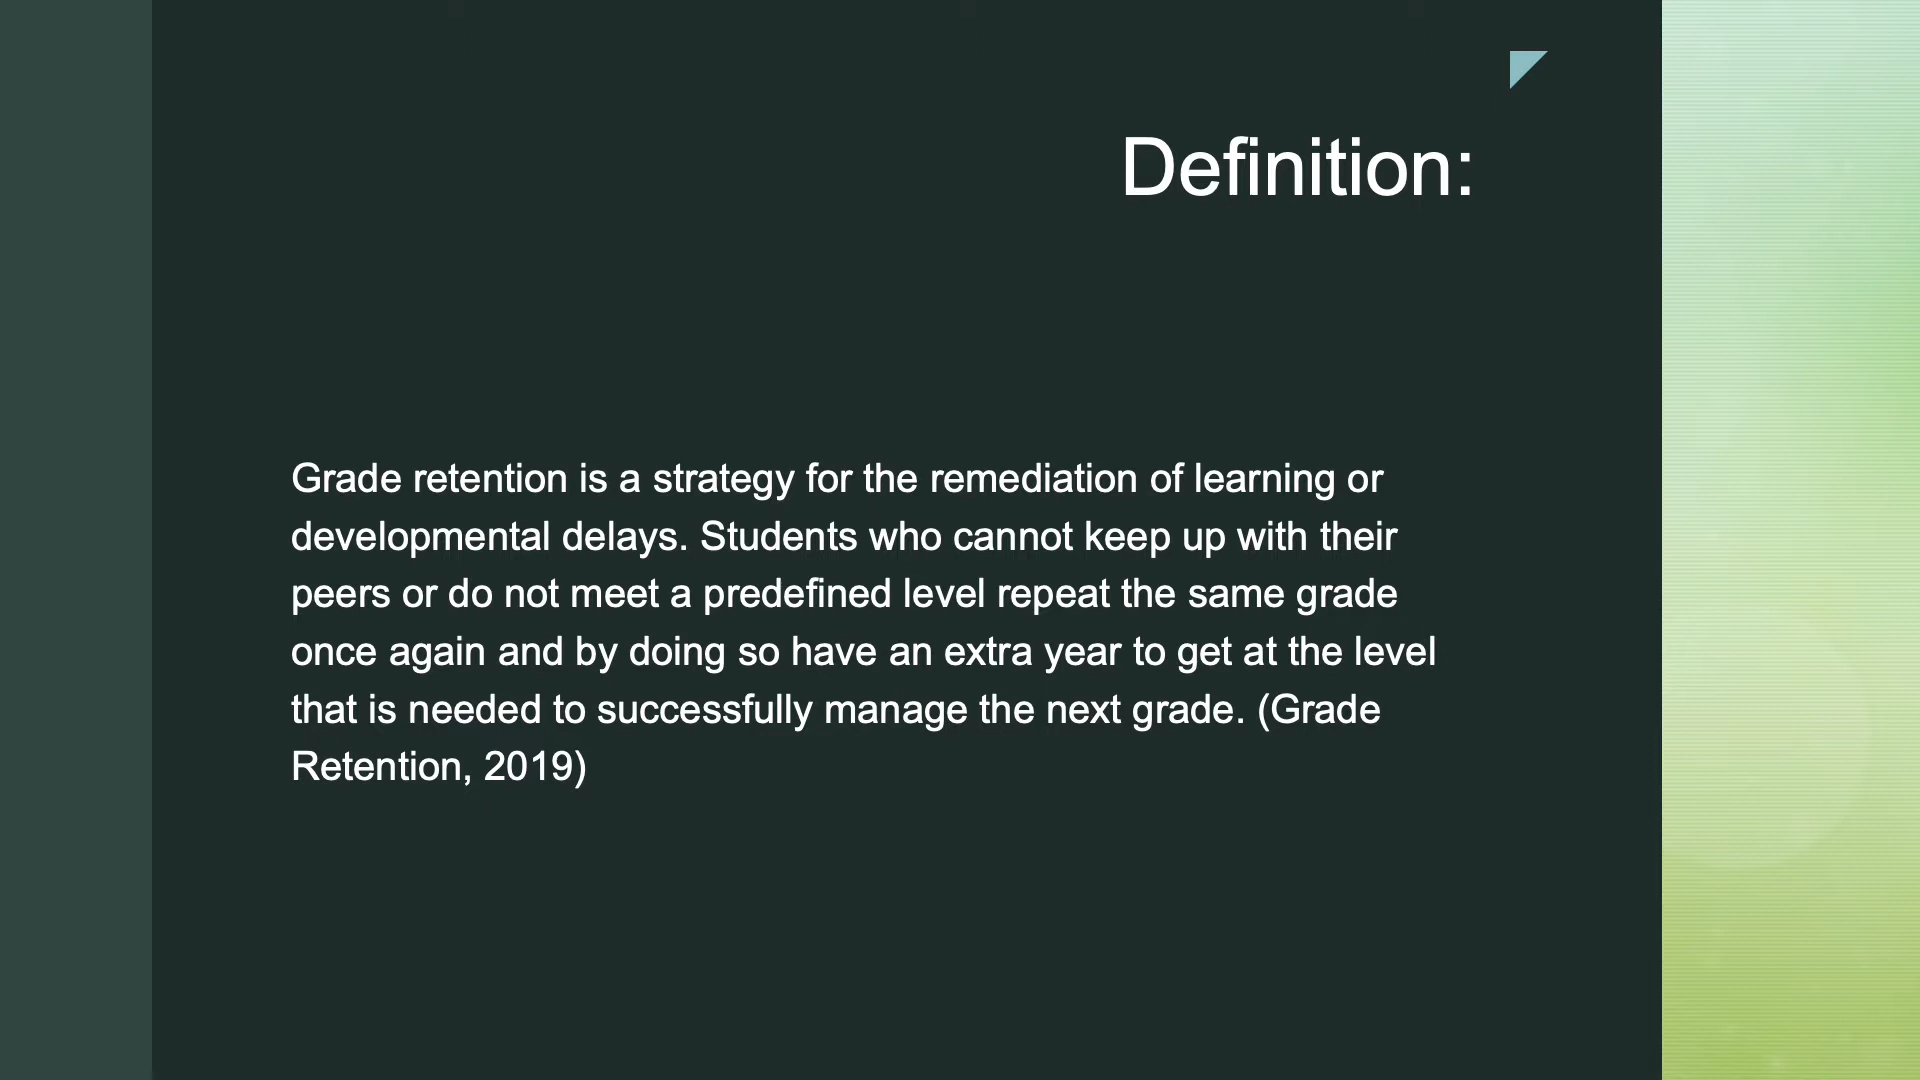 Definition:
Grade retention is a strategy for the remediation of learning or
developmental delays. Students who cannot keep up with their
peers or do not meet a predefined level repeat the same grade
once again and by doing so have an extra year to get at the level
that is needed to successfully manage the next grade. (Grade
Retention, 2019)